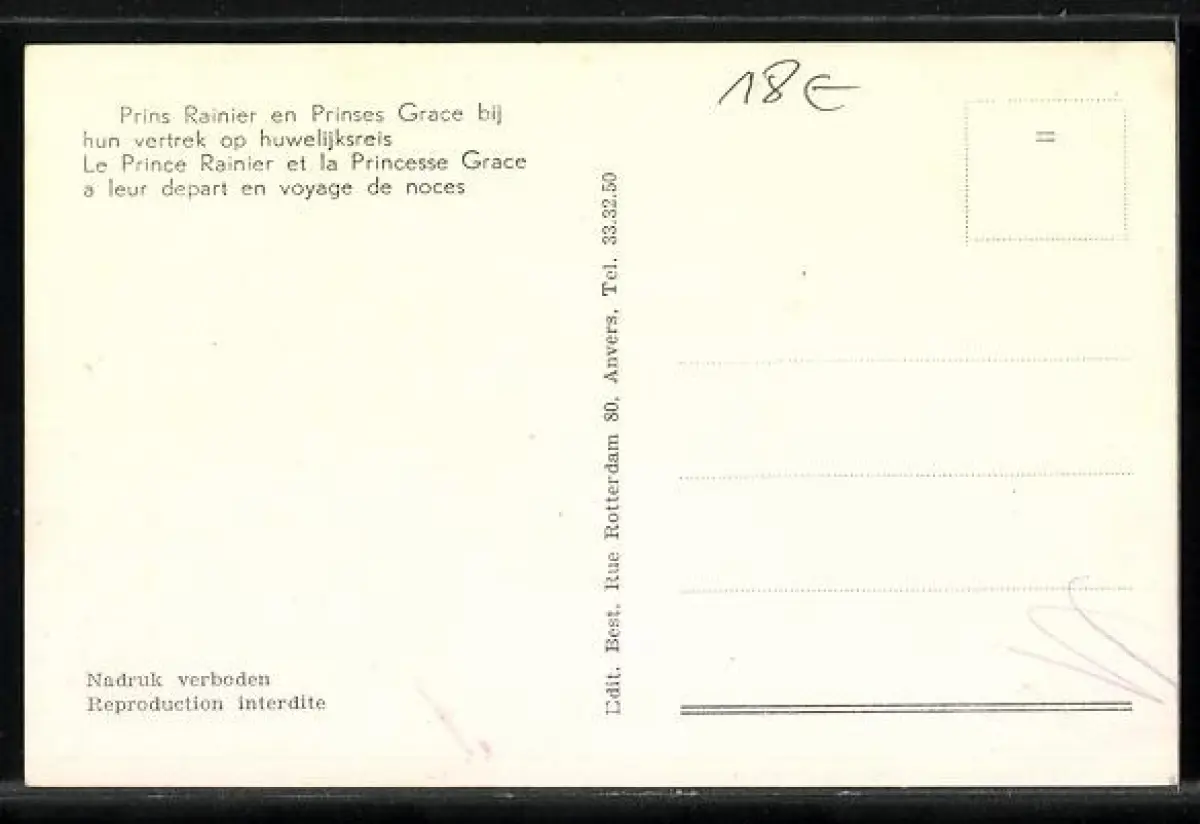 Prins Rainier en Prinses Grace bij
hun vertrek op huwelijksreis
Le Prince Rainier et la Princesse Grace
a leur depart en voyage de noces
Nadruk verboden
Reproduction interdite
Edit. Best. Rue Rotterdam 80, Anvers, Tel. 33.32.50
18€